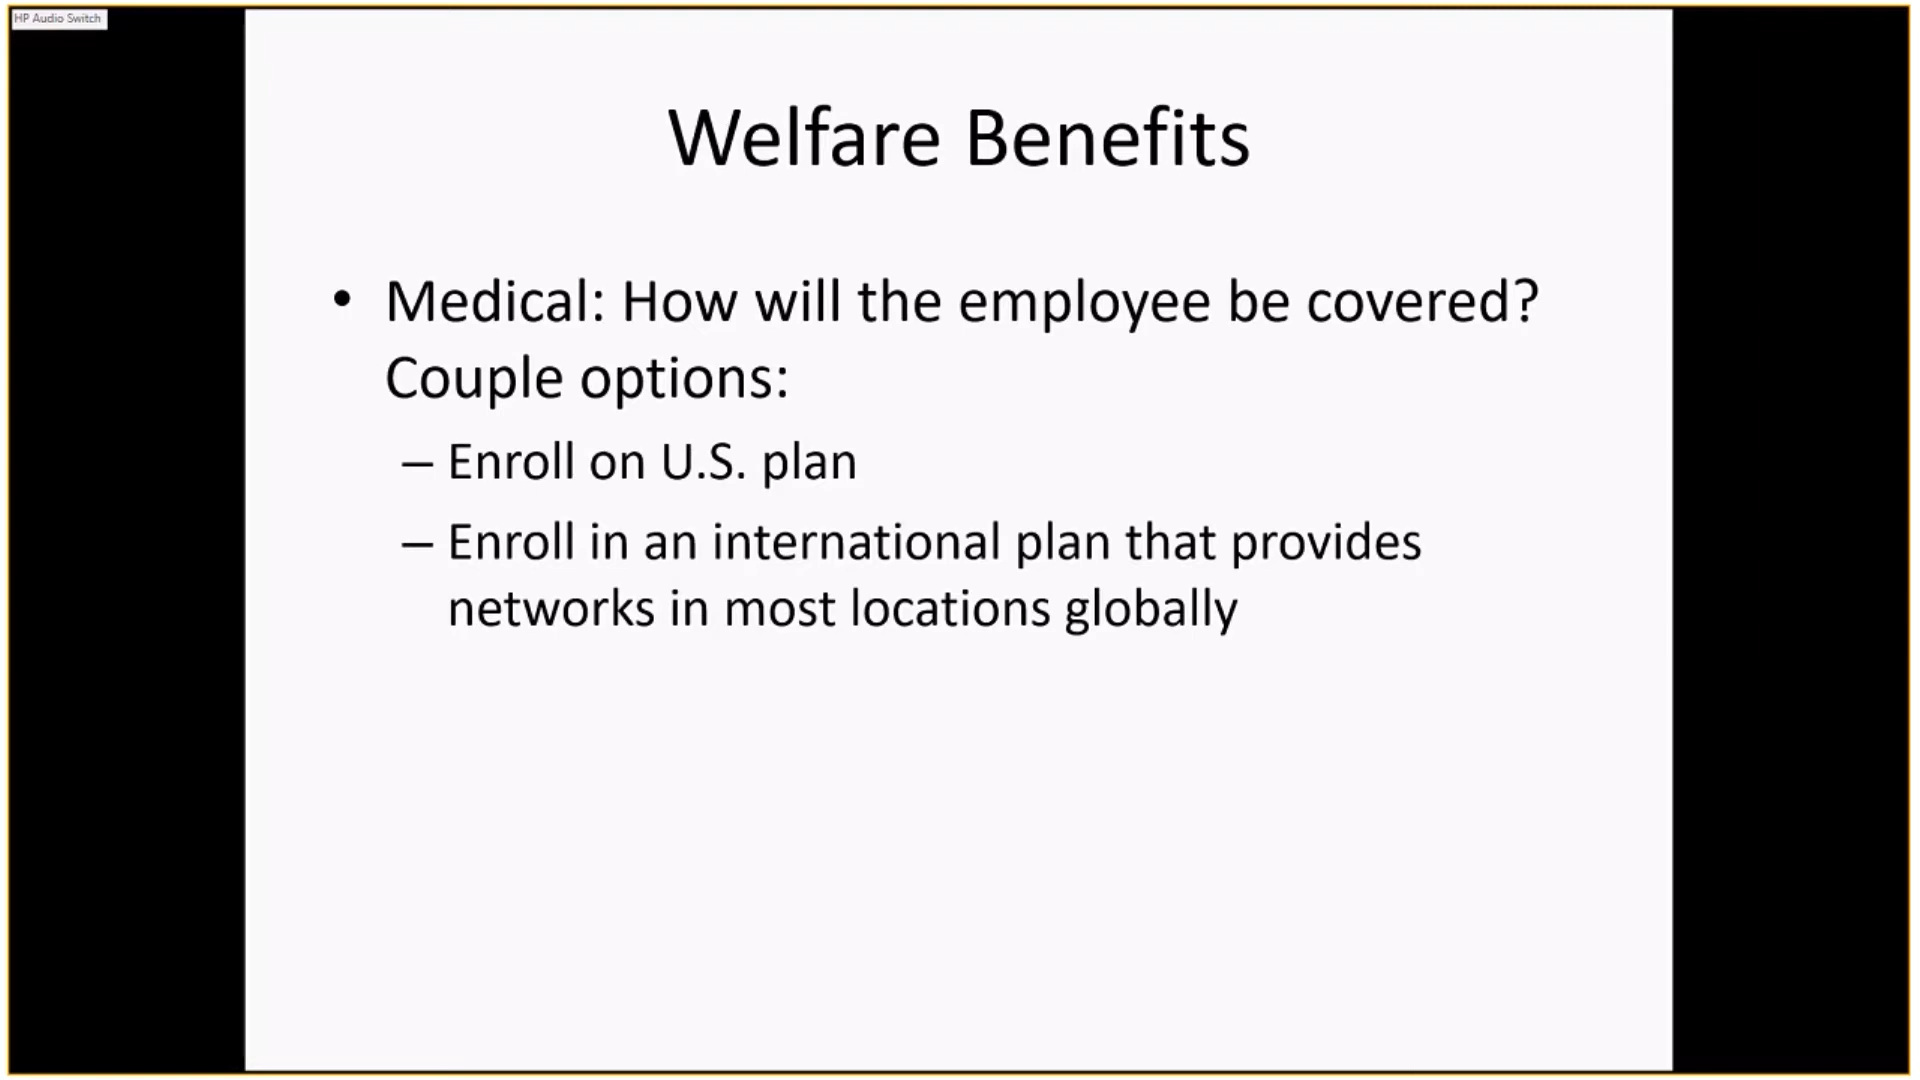 HP Audio Switch
Welfare Benefits
• Medical: How will the employee be covered?
Couple options:
– Enroll on U.S. plan
– Enroll in an international plan that provides
networks in most locations globally